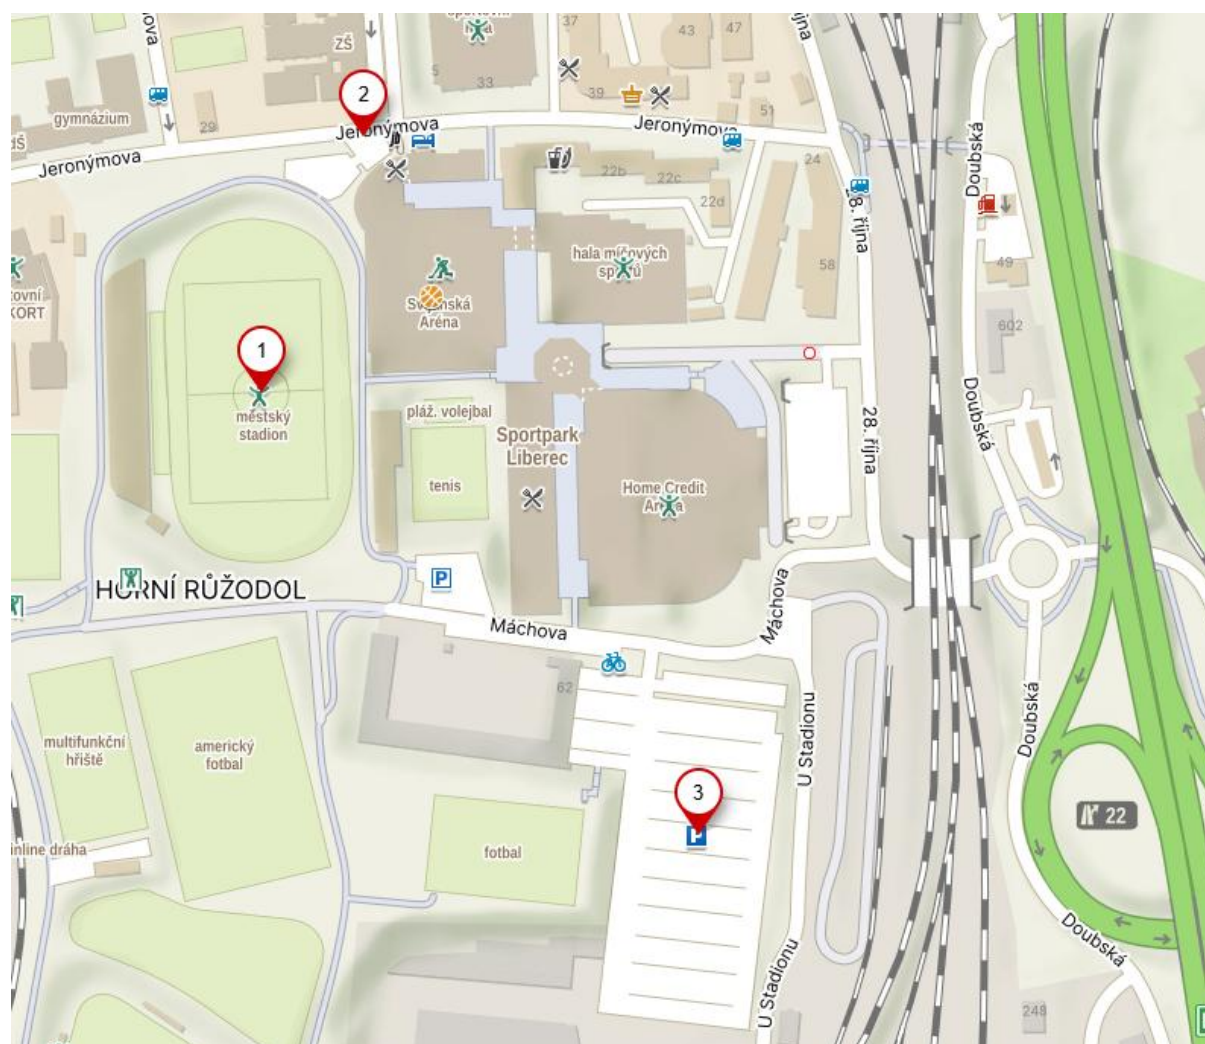 37
43
47
ZŠ
5
33
39
51
2
gymnázium
29
Jeronýmova
Jeronýmova
Jeronýmova
Doubská
22b
22c
22d
24
28. října
hala míčových
58
49
Svijanská
Aréna
602
1
městský
stadion
pláž. volejbal
Sportpark
Liberec
28. října
Doubská
tenis
Home Credit
Aréna
P
HORNÍ RŮŽODOL
Máchova
Máchova
62
Doubská
U Stadionu
multifunkční
hřiště
americký
fotbal
3
P
22
inline dráha
fotbal
Doubská
U Stadionu
248